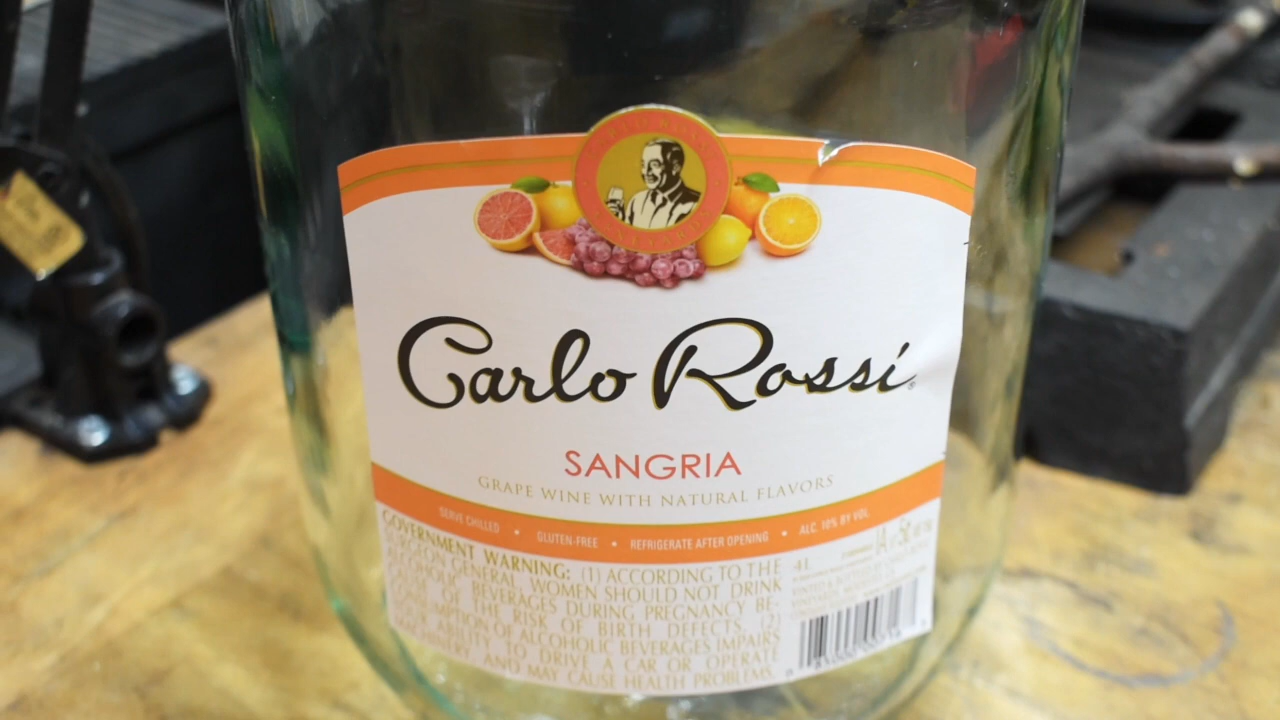 Carlo Rossi®
SANGRIA
GRAPE WINE WITH NATURAL FLAVORS
SERVE CHILLED • GLUTEN-FREE • REFRIGERATE AFTER OPENING • ALC. 10% BY VOL.
GOVERNMENT WARNING: (1) ACCORDING TO THE
SURGEON GENERAL, WOMEN SHOULD NOT DRINK
ALCOHOLIC BEVERAGES DURING PREGNANCY BE-
CAUSE OF THE RISK OF BIRTH DEFECTS. (2)
CONSUMPTION OF ALCOHOLIC BEVERAGES IMPAIRS
YOUR ABILITY TO DRIVE A CAR OR OPERATE
MACHINERY, AND MAY CAUSE HEALTH PROBLEMS.
IA 5¢
4L